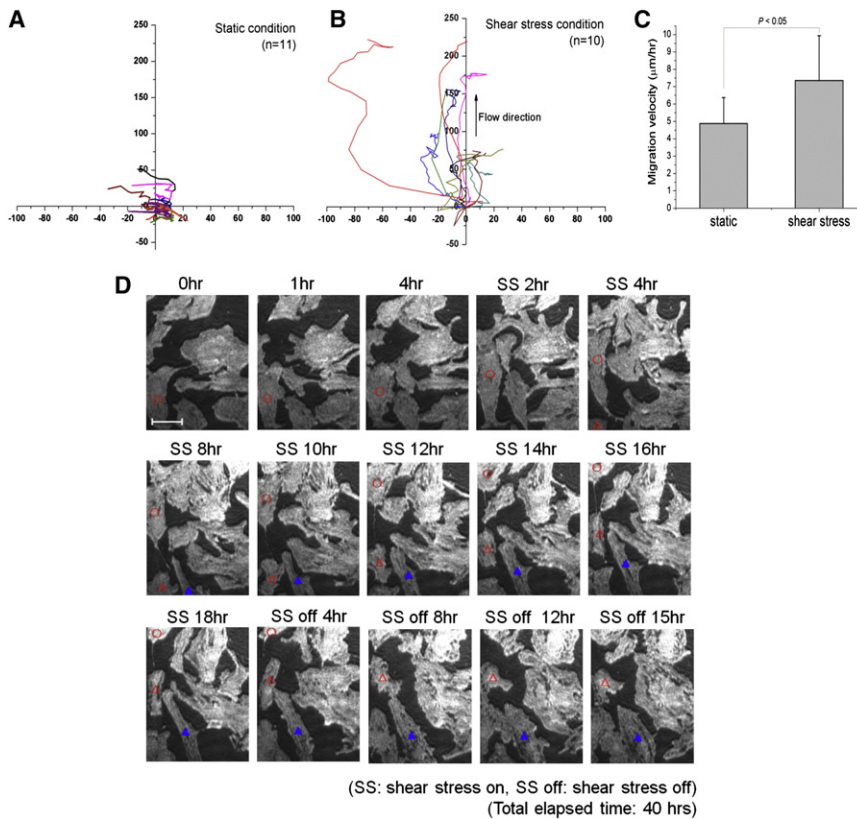 A
Static condition
(n=11)
250
200
150
100
50
-50
-100 -80 -60 -40 -20 0 20 40 60 80 100
B
Shear stress condition
(n=10)
250
200
150
100
50
-50
Flow direction
-100 -80 -60 -40 -20 0 20 40 60 80 100
C
P < 0.05
Migration velocity (μm/hr)
10
9
8
7
6
5
4
3
2
1
0
static shear stress
D
0hr 1hr 4hr SS 2hr SS 4hr
SS 8hr SS 10hr SS 12hr SS 14hr SS 16hr
SS 18hr SS off 4hr SS off 8hr SS off 12hr SS off 15hr
(SS: shear stress on, SS off: shear stress off)
(Total elapsed time: 40 hrs)